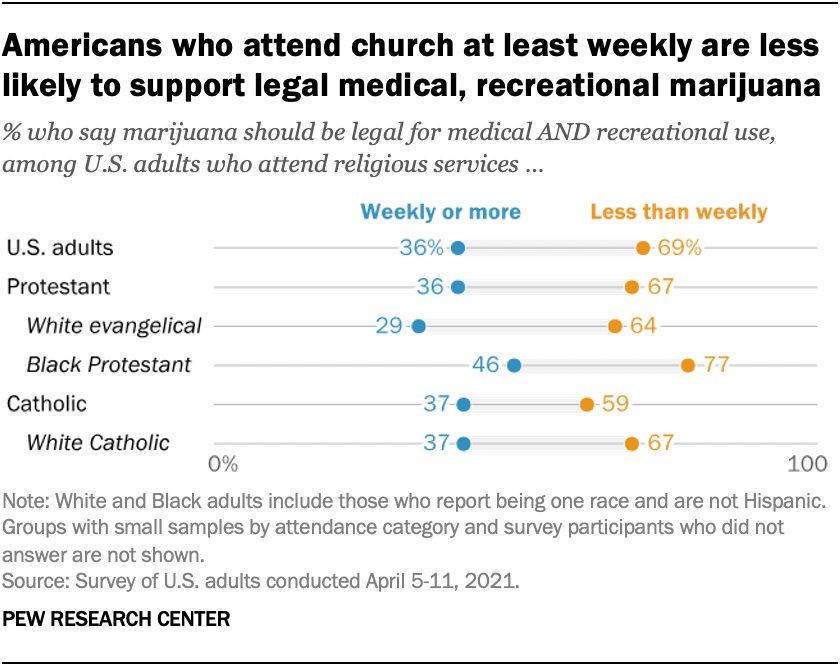 Americans who attend church at least weekly are less
likely to support legal medical, recreational marijuana
% who say marijuana should be legal for medical AND recreational use,
among U.S. adults who attend religious services ...
Weekly or more Less than weekly
U.S. adults 36% 69%
Protestant 36 67
White evangelical 29 64
Black Protestant 46 77
Catholic 37 59
White Catholic 37 67
0% 100
Note: White and Black adults include those who report being one race and are not Hispanic.
Groups with small samples by attendance category and survey participants who did not
answer are not shown.
Source: Survey of U.S. adults conducted April 5-11, 2021.
PEW RESEARCH CENTER